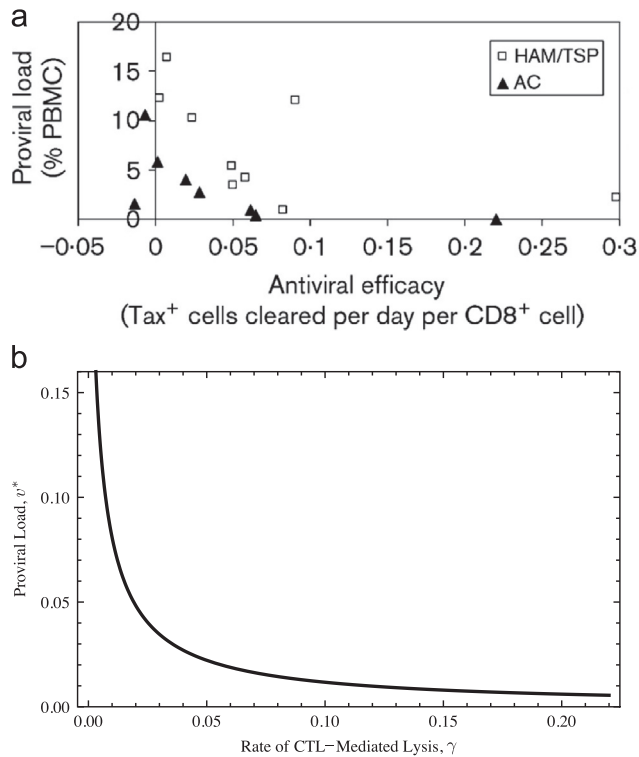 a
Proviral load
(% PBMC)
20
15
10
5
0
HAM/TSP
AC
−0·05 0 0·05 0·1 0·15 0·2 0·25 0·3
Antiviral efficacy
(Tax⁺ cells cleared per day per CD8⁺ cell)
b
Proviral Load, v*
0.15
0.10
0.05
0.00
0.00 0.05 0.10 0.15 0.20
Rate of CTL−Mediated Lysis, γ